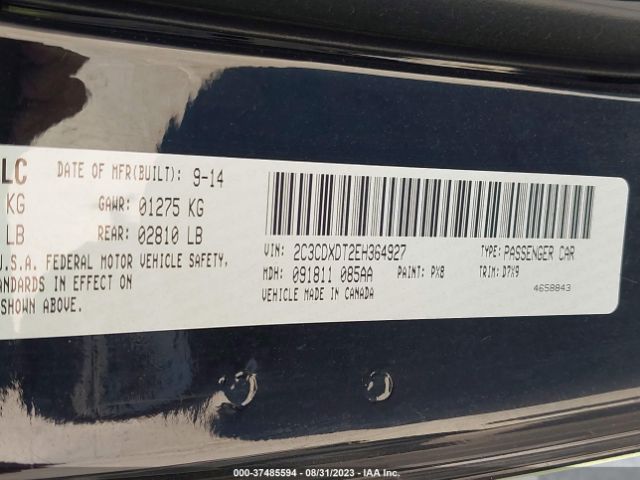 LC DATE OF MFR(BUILT): 9-14
KG GAWR: 01275 KG
LB REAR: 02810 LB
U.S.A. FEDERAL MOTOR VEHICLE SAFETY,
ANDARDS IN EFFECT ON
SHOWN ABOVE.
VIN: 2C3CDXDT2EH364927 TYPE: PASSENGER CAR
MDH: 091811 085AA PAINT: PX8 TRIM: D7X9
VEHICLE MADE IN CANADA
4658843
000-37485594 - 08/31/2023 - IAA Inc.